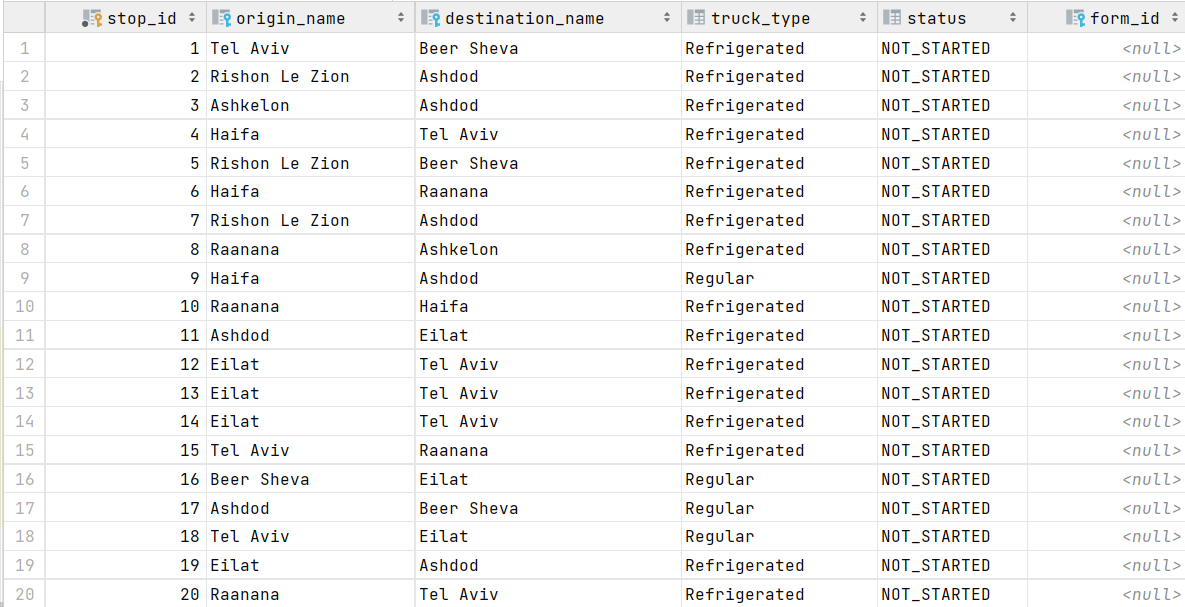 stop_id origin_name destination_name truck_type status form_id
1 1 Tel Aviv Beer Sheva Refrigerated NOT_STARTED <null>
2 2 Rishon Le Zion Ashdod Refrigerated NOT_STARTED <null>
3 3 Ashkelon Ashdod Refrigerated NOT_STARTED <null>
4 4 Haifa Tel Aviv Refrigerated NOT_STARTED <null>
5 5 Rishon Le Zion Beer Sheva Refrigerated NOT_STARTED <null>
6 6 Haifa Raanana Refrigerated NOT_STARTED <null>
7 7 Rishon Le Zion Ashdod Refrigerated NOT_STARTED <null>
8 8 Raanana Ashkelon Refrigerated NOT_STARTED <null>
9 9 Haifa Ashdod Regular NOT_STARTED <null>
10 10 Raanana Haifa Refrigerated NOT_STARTED <null>
11 11 Ashdod Eilat Refrigerated NOT_STARTED <null>
12 12 Eilat Tel Aviv Refrigerated NOT_STARTED <null>
13 13 Eilat Tel Aviv Refrigerated NOT_STARTED <null>
14 14 Eilat Tel Aviv Refrigerated NOT_STARTED <null>
15 15 Tel Aviv Raanana Refrigerated NOT_STARTED <null>
16 16 Beer Sheva Eilat Regular NOT_STARTED <null>
17 17 Ashdod Beer Sheva Regular NOT_STARTED <null>
18 18 Tel Aviv Eilat Regular NOT_STARTED <null>
19 19 Eilat Ashdod Refrigerated NOT_STARTED <null>
20 20 Raanana Tel Aviv Refrigerated NOT_STARTED <null>